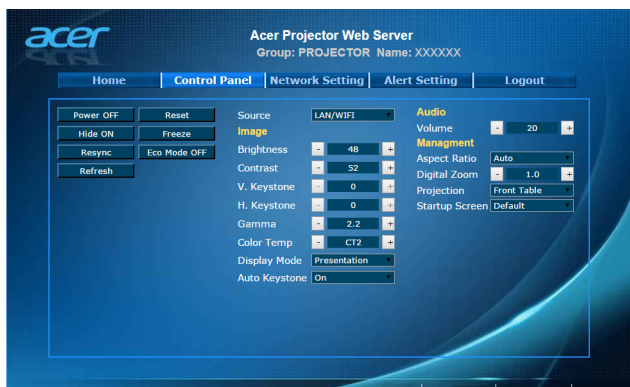 acer
Acer Projector Web Server
Group: PROJECTOR Name: XXXXXX
Home Control Panel Network Setting Alert Setting Logout
Power OFF Reset
Hide ON Freeze
Resync Eco Mode OFF
Refresh
Source LAN/WIFI
Image
Brightness - 48 +
Contrast - 52 +
V. Keystone - 0 +
H. Keystone - 0 +
Gamma - 2.2 +
Color Temp - CT2 +
Display Mode Presentation
Auto Keystone On
Audio
Volume - 20 +
Managment
Aspect Ratio Auto
Digital Zoom - 1.0 +
Projection Front Table
Startup Screen Default